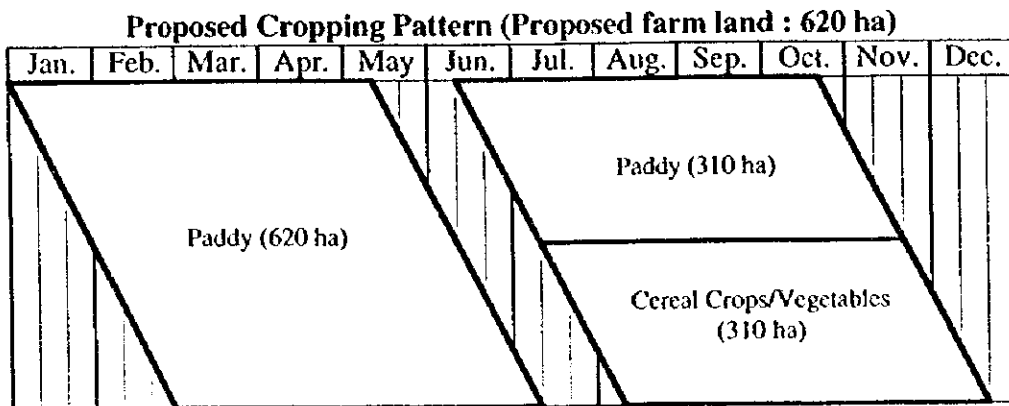 Proposed Cropping Pattern (Proposed farm land : 620 ha)
Jan. Feb. Mar. Apr. May Jun. Jul. Aug. Sep. Oct. Nov. Dec.
Paddy (310 ha)
Paddy (620 ha)
Cereal Crops/Vegetables
(310 ha)